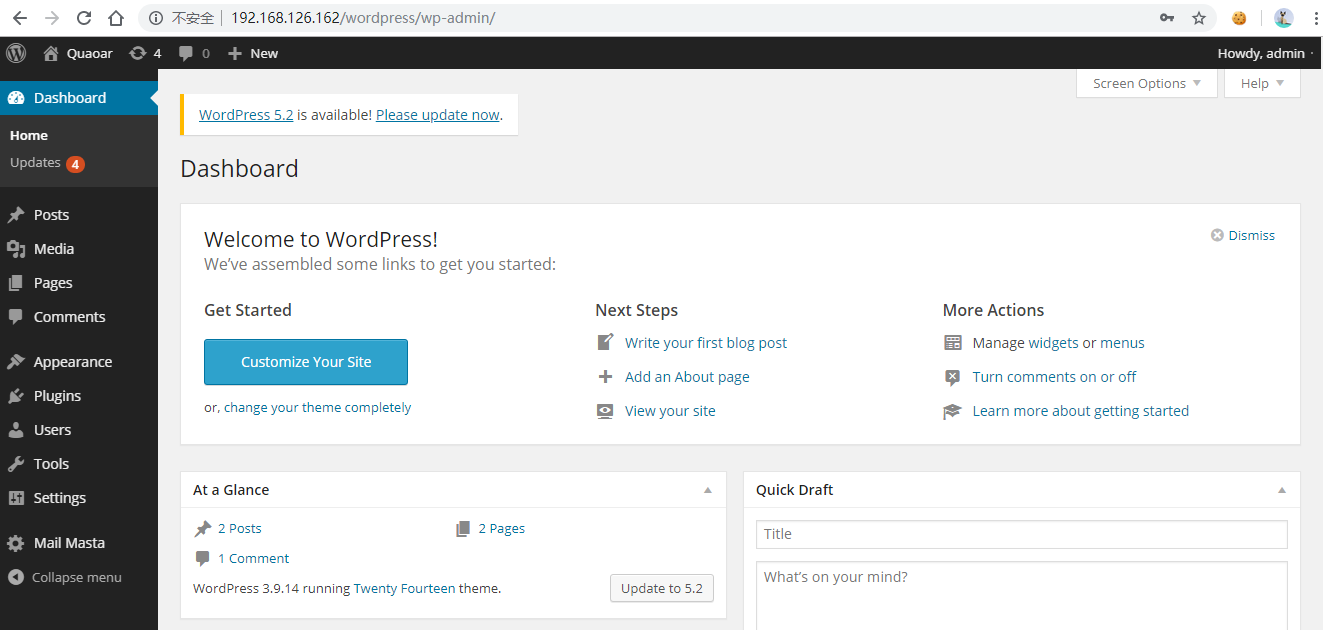 不安全 192.168.126.162/wordpress/wp-admin/
Quaoar 4 0 New Howdy, admin
Screen Options Help
Dashboard
Home
Updates 4
Posts
Media
Pages
Comments
Appearance
Plugins
Users
Tools
Settings
Mail Masta
Collapse menu
WordPress 5.2 is available! Please update now.
Dashboard
Welcome to WordPress!
We've assembled some links to get you started:
Dismiss
Get Started
Customize Your Site
or, change your theme completely
Next Steps
Write your first blog post
Add an About page
View your site
More Actions
Manage widgets or menus
Turn comments on or off
Learn more about getting started
At a Glance
2 Posts 2 Pages
1 Comment
WordPress 3.9.14 running Twenty Fourteen theme. Update to 5.2
Quick Draft
Title
What's on your mind?